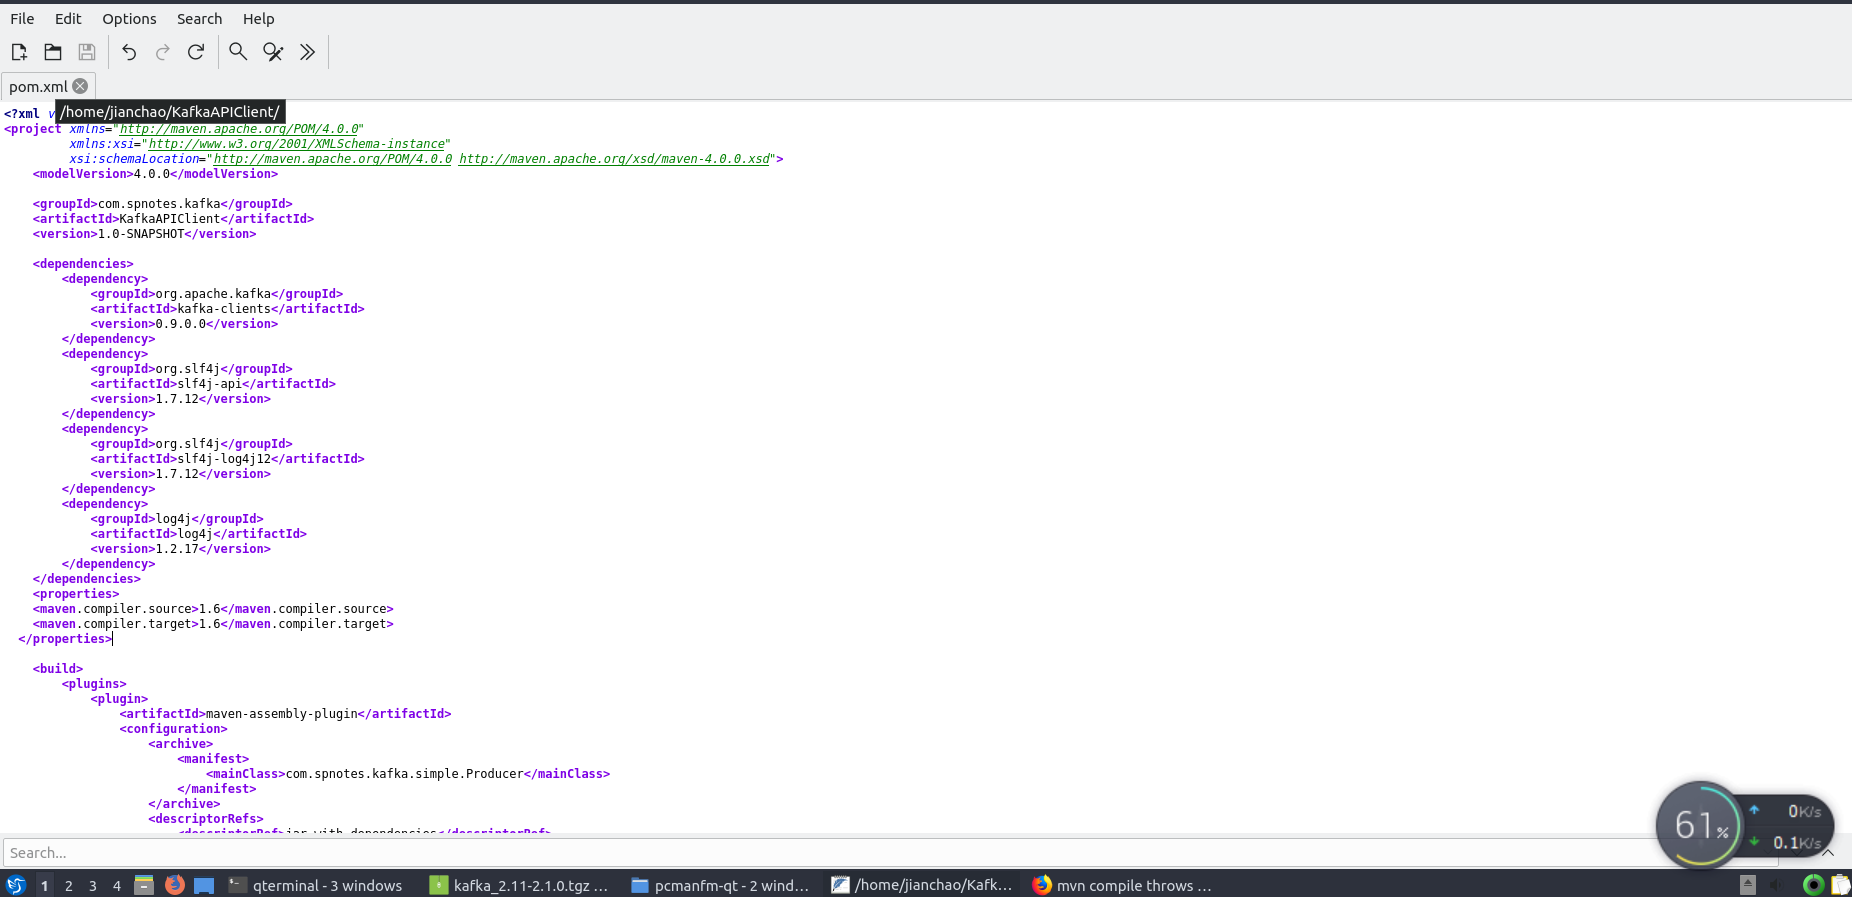 File Edit Options Search Help
pom.xml
/home/jianchao/KafkaAPIClient/
<?xml v
<project xmlns="http://maven.apache.org/POM/4.0.0"
xmlns:xsi="http://www.w3.org/2001/XMLSchema-instance"
xsi:schemaLocation="http://maven.apache.org/POM/4.0.0 http://maven.apache.org/xsd/maven-4.0.0.xsd">
<modelVersion>4.0.0</modelVersion>
<groupId>com.spnotes.kafka</groupId>
<artifactId>KafkaAPIClient</artifactId>
<version>1.0-SNAPSHOT</version>
<dependencies>
<dependency>
<groupId>org.apache.kafka</groupId>
<artifactId>kafka-clients</artifactId>
<version>0.9.0.0</version>
</dependency>
<dependency>
<groupId>org.slf4j</groupId>
<artifactId>slf4j-api</artifactId>
<version>1.7.12</version>
</dependency>
<dependency>
<groupId>org.slf4j</groupId>
<artifactId>slf4j-log4j12</artifactId>
<version>1.7.12</version>
</dependency>
<dependency>
<groupId>log4j</groupId>
<artifactId>log4j</artifactId>
<version>1.2.17</version>
</dependency>
</dependencies>
<properties>
<maven.compiler.source>1.6</maven.compiler.source>
<maven.compiler.target>1.6</maven.compiler.target>
</properties>
<build>
<plugins>
<plugin>
<artifactId>maven-assembly-plugin</artifactId>
<configuration>
<archive>
<manifest>
<mainClass>com.spnotes.kafka.simple.Producer</mainClass>
</manifest>
</archive>
<descriptorRefs>
<descriptorRef>jar-with-dependencies</descriptorRef>
61%
0K/s
0.1K/s
Search...
1 2 3 4 qterminal - 3 windows kafka_2.11-2.1.0.tgz ... pcmanfm-qt - 2 wind... /home/jianchao/Kafk... mvn compile throws ...